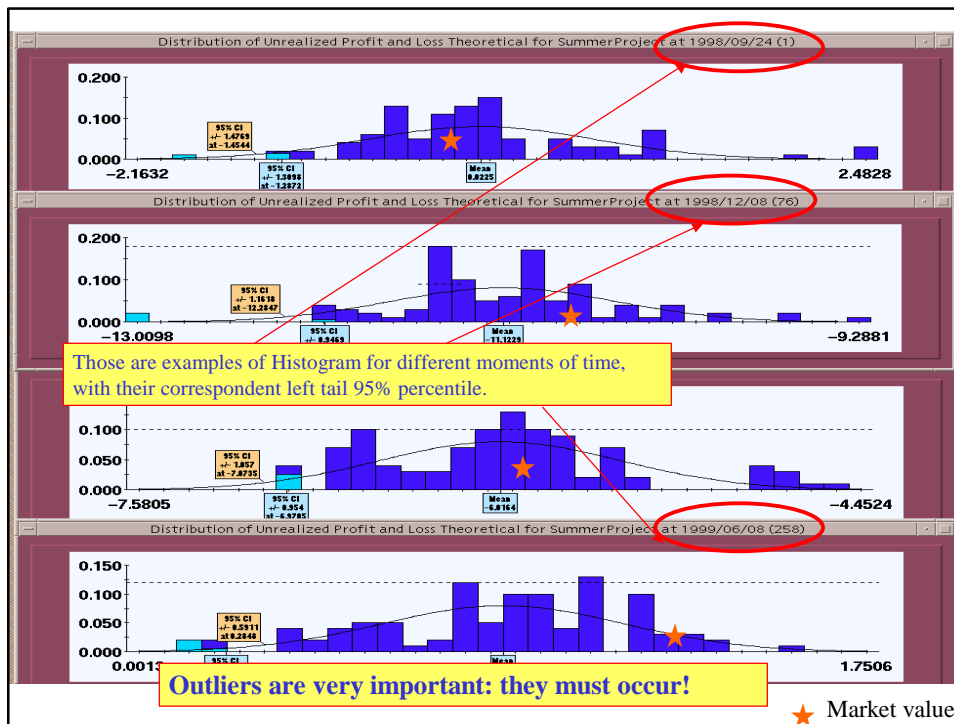 Distribution of Unrealized Profit and Loss Theoretical for SummerProject at 1998/09/24 (1)
0.200
0.100
0.000
95% CI
+/- 1.4769
at -1.4544
95% CI
+/- 1.3098
at -1.2872
Mean
0.0225
-2.1632
2.4828
Distribution of Unrealized Profit and Loss Theoretical for SummerProject at 1998/12/08 (76)
0.200
0.100
0.000
95% CI
+/- 1.1618
at -12.2847
95% CI
+/- 0.9469
Mean
-11.1229
-13.0098
-9.2881
Those are examples of Histogram for different moments of time,
with their correspondent left tail 95% percentile.
0.100
0.050
0.000
95% CI
+/- 1.057
at -7.0735
95% CI
+/- 0.954
at -6.9705
Mean
-6.0164
-7.5805
-4.4524
Distribution of Unrealized Profit and Loss Theoretical for SummerProject at 1999/06/08 (258)
0.150
0.100
0.050
0.000
95% CI
+/- 0.5911
at 0.2848
95% CI
Mean
0.0013
1.7506
Outliers are very important: they must occur!
Market value